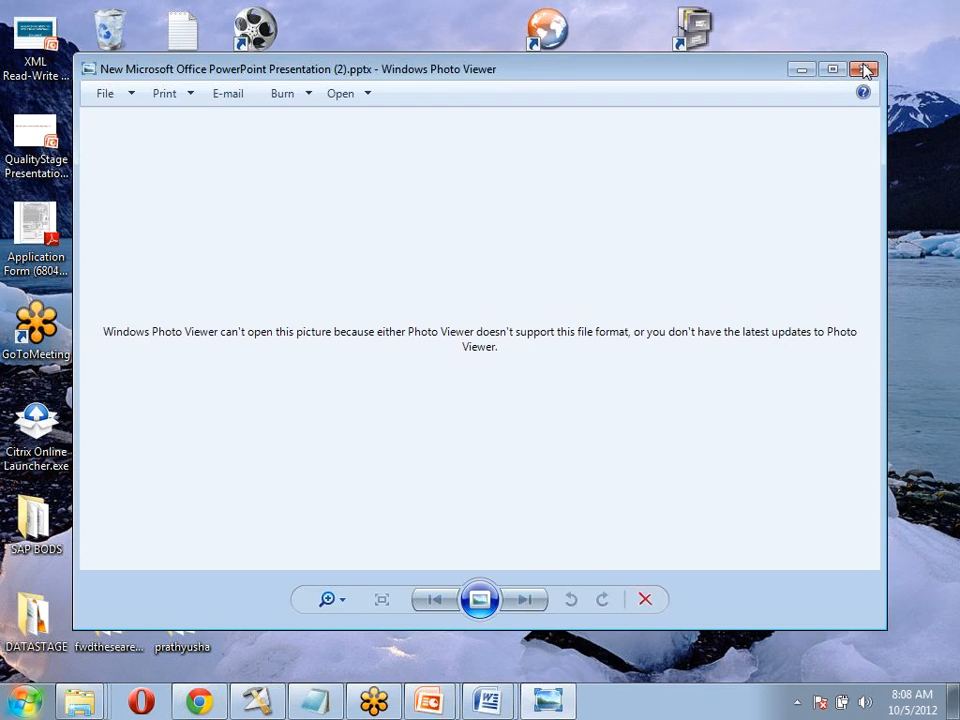 XML
Read-Write ...
QualityStage
Presentatio...
Application
Form (6804...
GoToMeeting
Citrix Online
Launcher.exe
SAP BODS
DATASTAGE
fwdtheseare...
prathyusha
New Microsoft Office PowerPoint Presentation (2).pptx - Windows Photo Viewer
File Print E-mail Burn Open
Windows Photo Viewer can't open this picture because either Photo Viewer doesn't support this file format, or you don't have the latest updates to Photo
Viewer.
8:08 AM
10/5/2012